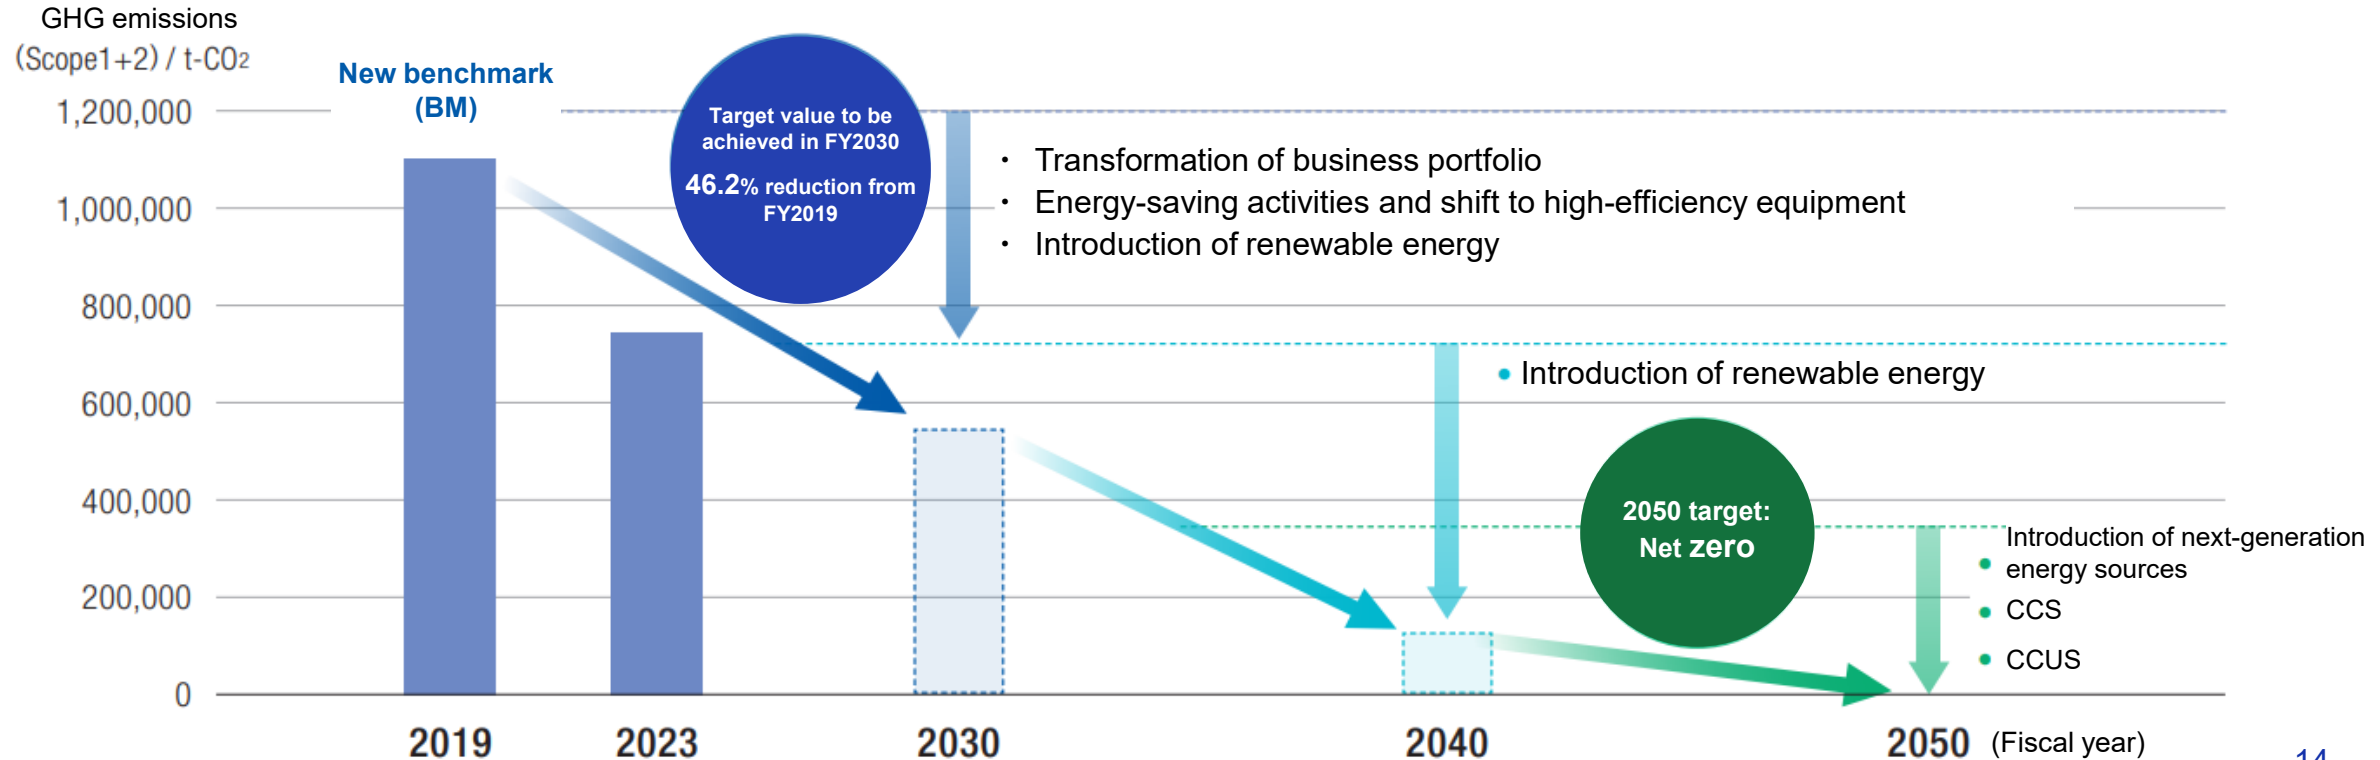 GHG emissions
(Scope1+2) / t-CO2
New benchmark
(BM)
1,200,000
1,000,000
800,000
600,000
400,000
200,000
0
Target value to be
achieved in FY2030
46.2% reduction from
FY2019
・ Transformation of business portfolio
・ Energy-saving activities and shift to high-efficiency equipment
・ Introduction of renewable energy
• Introduction of renewable energy
2050 target:
Net zero
• Introduction of next-generation
energy sources
• CCS
• CCUS
2019 2023 2030 2040 2050 (Fiscal year)
14